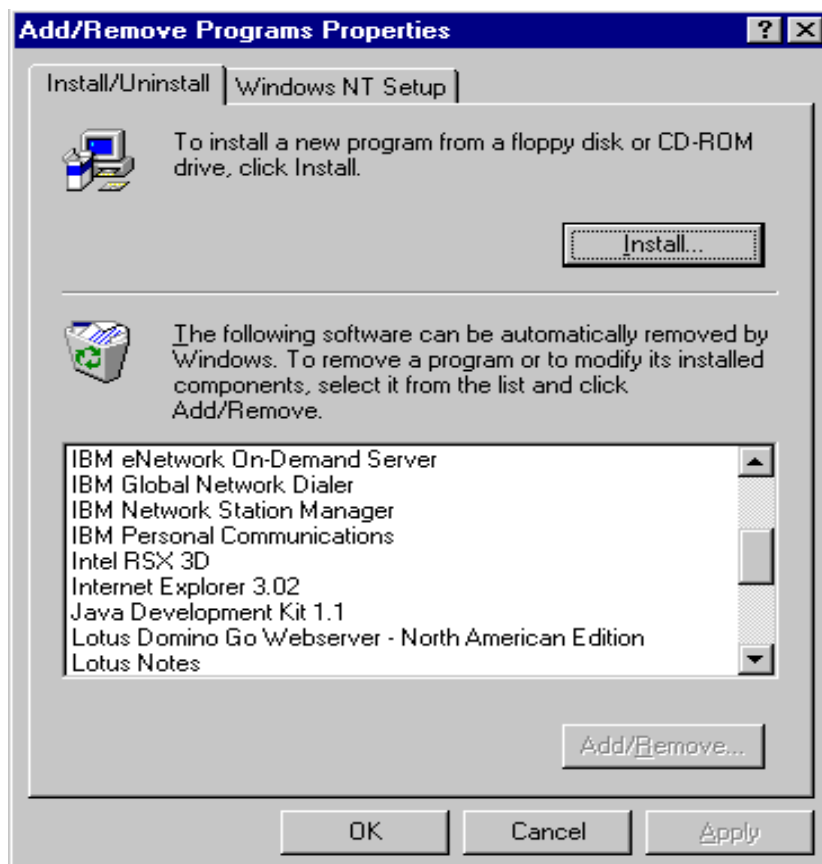 Add/Remove Programs Properties
Install/Uninstall
Windows NT Setup
To install a new program from a floppy disk or CD-ROM
drive, click Install.
Install...
The following software can be automatically removed by
Windows. To remove a program or to modify its installed
components, select it from the list and click
Add/Remove.
IBM eNetwork On-Demand Server
IBM Global Network Dialer
IBM Network Station Manager
IBM Personal Communications
Intel RSX 3D
Internet Explorer 3.02
Java Development Kit 1.1
Lotus Domino Go Webserver - North American Edition
Lotus Notes
Add/Remove...
OK
Cancel
Apply